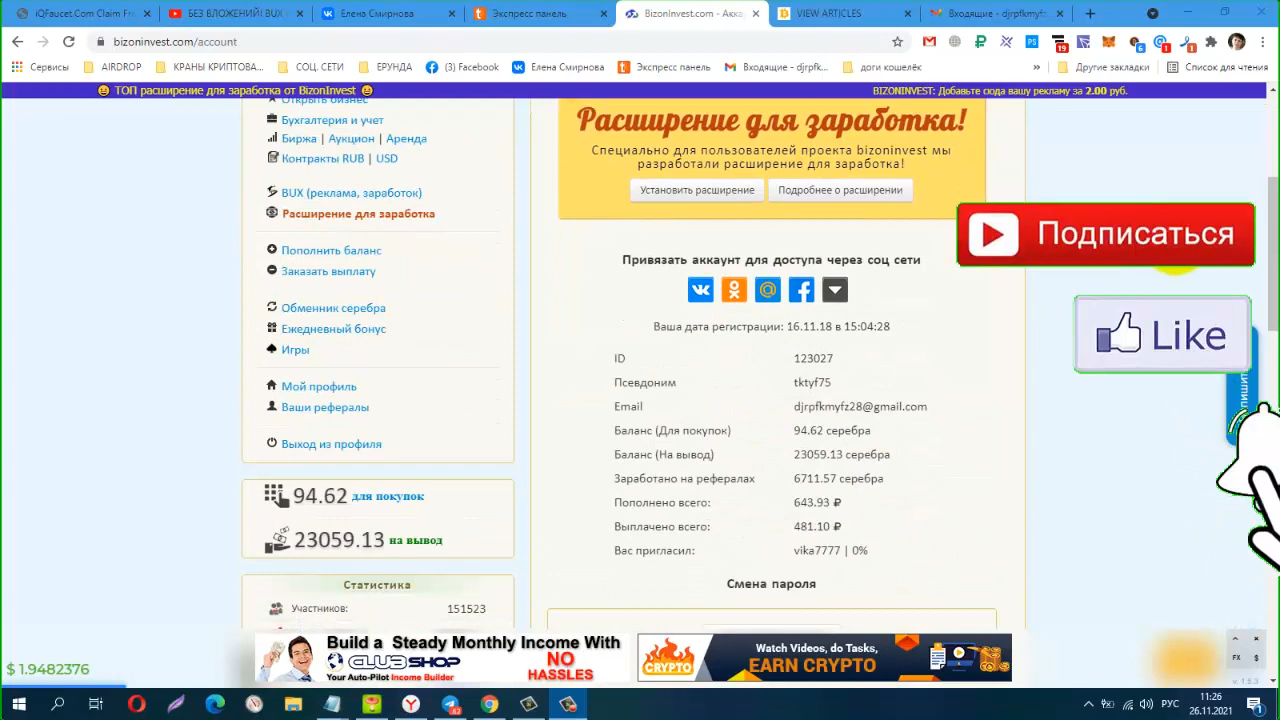 iQFaucet.Com Claim Fre
БЕЗ ВЛОЖЕНИЙ! BUX
Елена Смирнова
Экспресс панель
BizonInvest.com - Акка
VIEW ARTICLES
Входящие - djrpfkmyfz
bizoninvest.com/account
Сервисы
AIRDROP
КРАНЫ КРИПТОВА...
СОЦ. СЕТИ
ЕРУНДА
(3) Facebook
Елена Смирнова
Экспресс панель
Входящие - djrpfk...
доги кошелёк
»
Другие закладки
Список для чтения
ТОП расширение для заработка от BizonInvest
BIZONINVEST: Добавьте сюда вашу рекламу за 2.00 руб.
Открыть бизнес
Бухгалтерия и учет
Биржа | Аукцион | Аренда
Контракты RUB | USD
BUX (реклама, заработок)
Расширение для заработка
Пополнить баланс
Заказать выплату
Обменник серебра
Ежедневный бонус
Игры
Мой профиль
Ваши рефералы
Выход из профиля
94.62 для покупок
23059.13 на вывод
Статистика
Участников: 151523
Расширение для заработка!
Специально для пользователей проекта bizoninvest мы
разработали расширение для заработка!
Установить расширение
Подробнее о расширении
Привязать аккаунт для доступа через соц сети
Ваша дата регистрации: 16.11.18 в 15:04:28
ID 123027
Псевдоним tktyf75
Email djrpfkmyfz28@gmail.com
Баланс (Для покупок) 94.62 серебра
Баланс (На вывод) 23059.13 серебра
Заработано на рефералах 6711.57 серебра
Пополнено всего: 643.93 ₽
Выплачено всего: 481.10 ₽
Вас пригласил: vika7777 | 0%
Смена пароля
Подписаться
Like
Build a Steady Monthly Income With
CLUBSHOP
Your Auto-Pilot Income Builder
NO
HASSLES
CRYPTO
Watch Videos, do Tasks,
EARN CRYPTO
$ 1.9482376
FX $
v. 1.5.3
РУС
11:26
26.11.2021